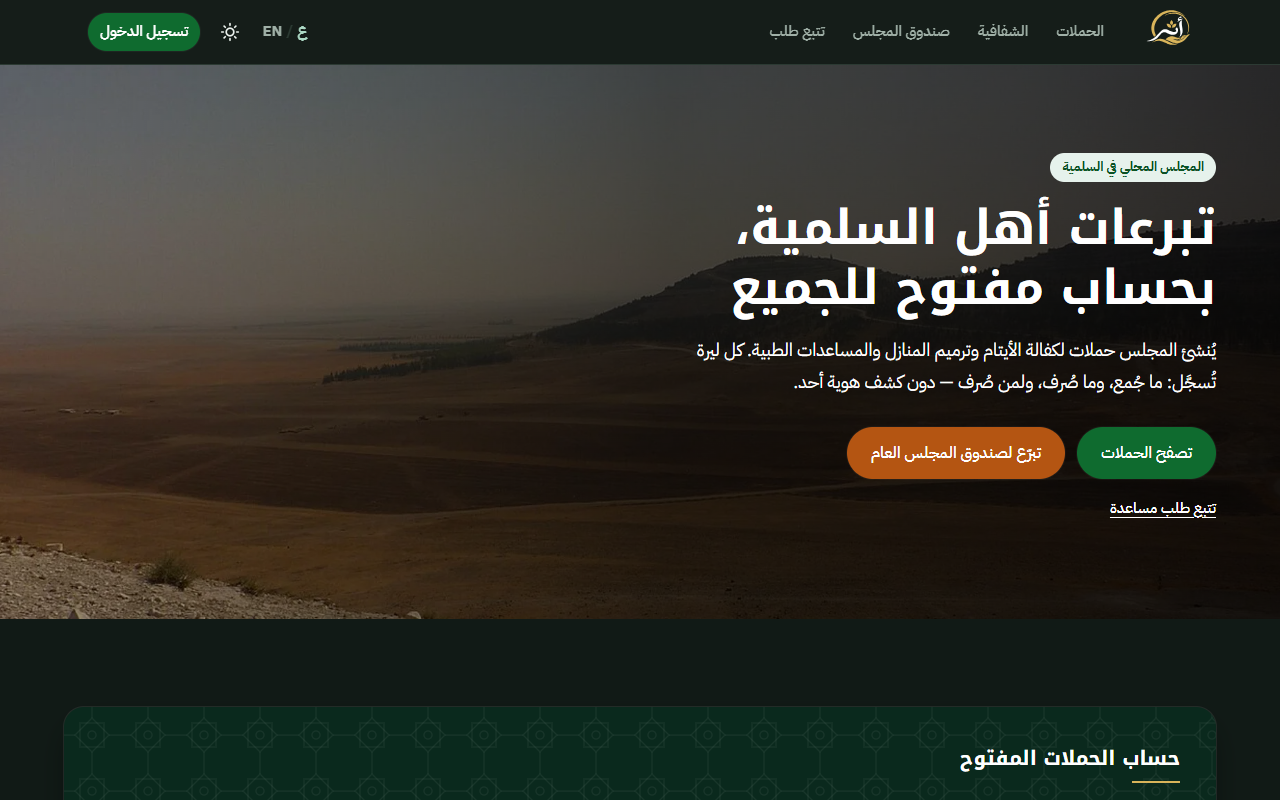 أثر
الحملات
الشفافية
صندوق المجلس
تتبع طلب
ع / EN
تسجيل الدخول
المجلس المحلي في السلمية
تبرعات أهل السلمية،
بحساب مفتوح للجميع
يُنشئ المجلس حملات لكفالة الأيتام وترميم المنازل والمساعدات الطبية. كل ليرة
تُسجَّل: ما جُمع، وما صُرف، ولمن صُرف — دون كشف هوية أحد.
تصفح الحملات
تبرّع لصندوق المجلس العام
تتبع طلب مساعدة
حساب الحملات المفتوح